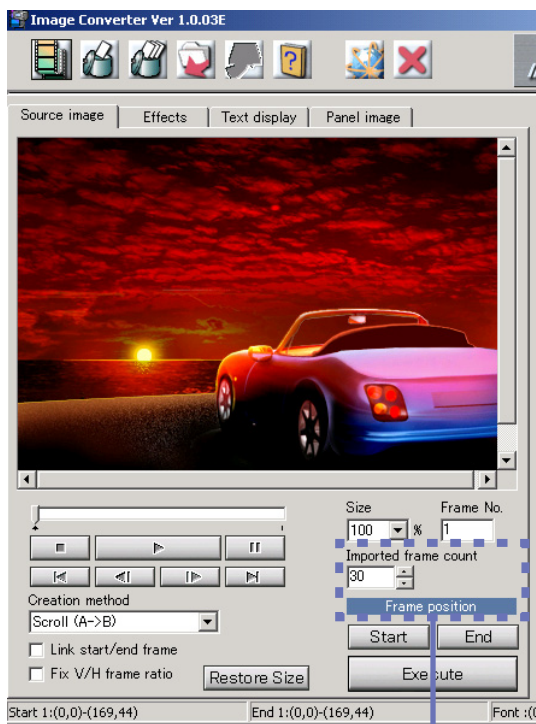 Image Converter Ver 1.0.03E
Source image
Effects
Text display
Panel image
Size
Frame No.
100
%
1
Imported frame count
30
Frame position
Creation method
Scroll (A->B)
Start
End
Link start/end frame
Fix V/H frame ratio
Restore Size
Execute
Start 1:(0,0)-(169,44)
End 1:(0,0)-(169,44)
Font :(0